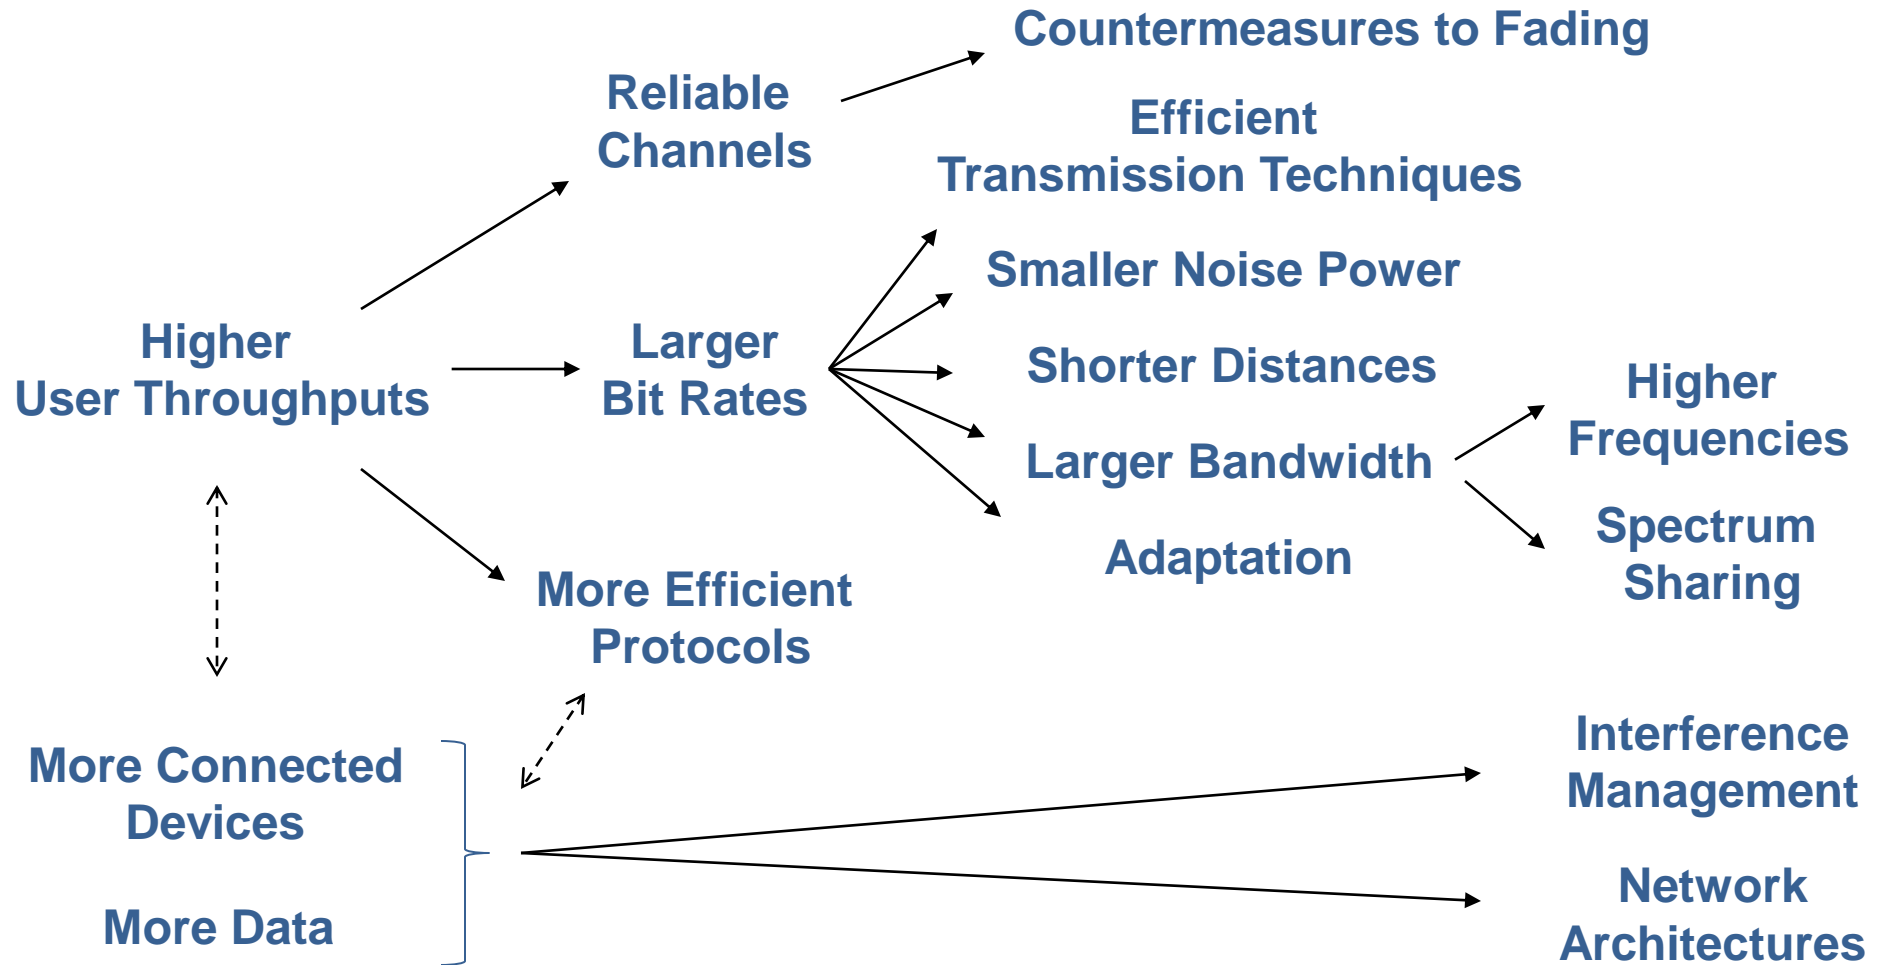 Countermeasures to Fading
Reliable
Channels
Efficient
Transmission Techniques
Smaller Noise Power
Higher
User Throughputs
Larger
Bit Rates
Shorter Distances
Higher
Frequencies
Larger Bandwidth
Spectrum
Sharing
Adaptation
More Efficient
Protocols
More Connected
Devices
More Data
Interference
Management
Network
Architectures